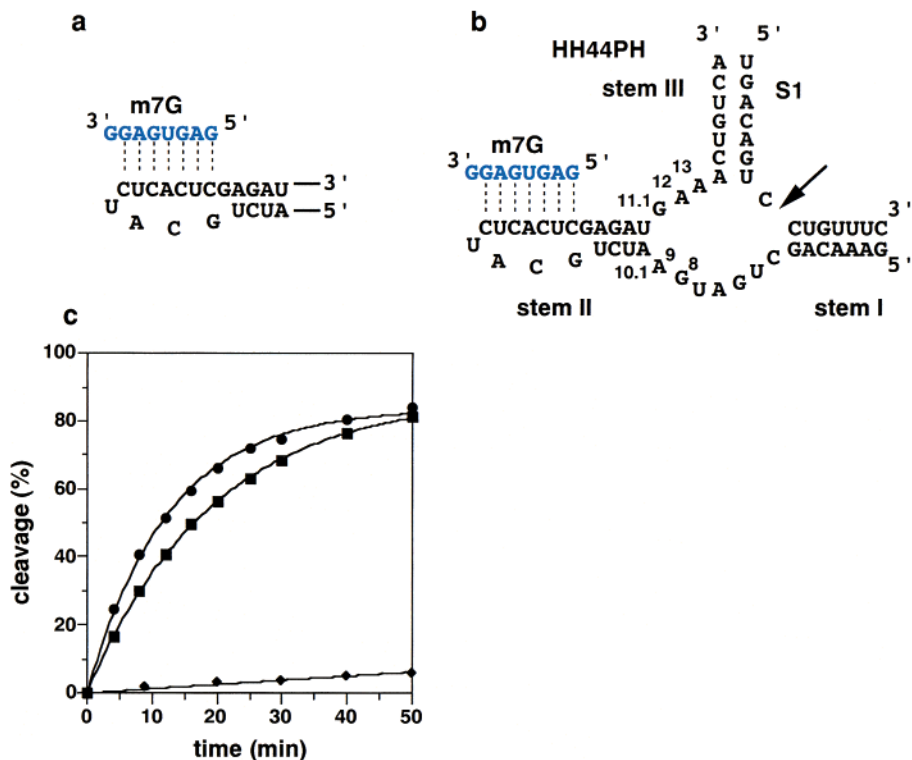 a
m7G
3' GGAGUGAG 5'
CUCACUCGAGAU 3'
U A C G UCUA 5'
b
HH44PH
stem III
3' 5'
A U
C G
U A
G C
U A
C G
A U
S1
C
m7G
3' GGAGUGAG 5'
11.1 G A 12 A 13
CUCACUCGAGAU
U A C G UCUA
10.1 A 9 G 8 U A G U C
CUGUUUC 3'
GACAAAG 5'
stem II
stem I
c
cleavage (%)
100
80
60
40
20
0
0 10 20 30 40 50
time (min)